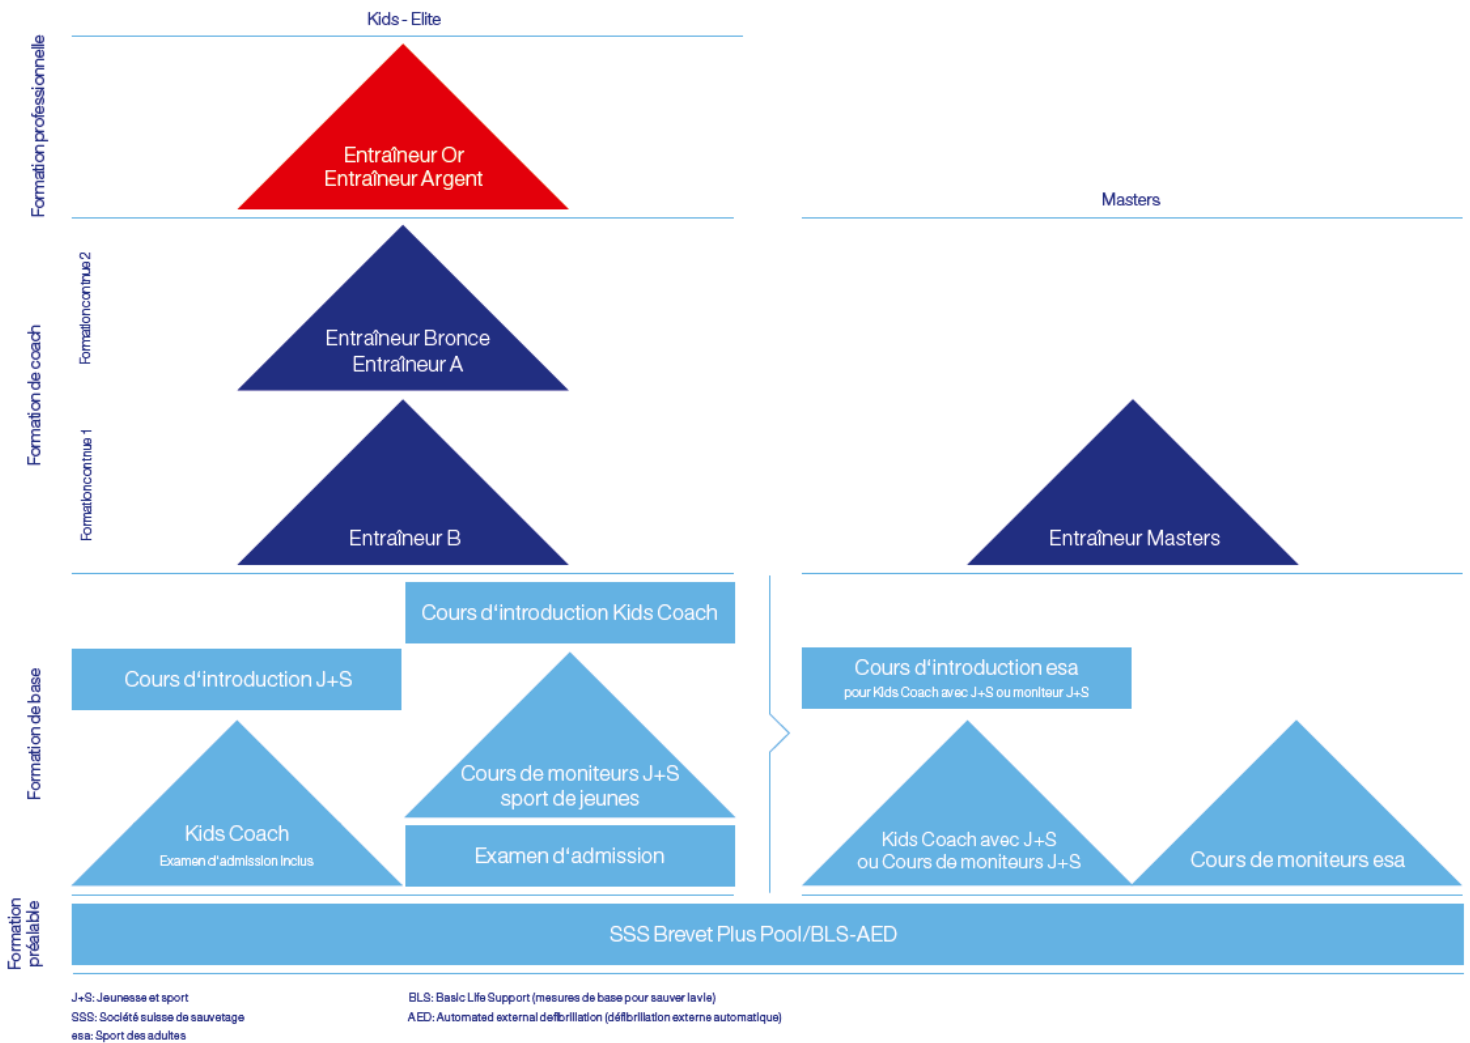 Kids - Elite
Formation professionnelle
Entraîneur Or
Entraîneur Argent
Masters
Formation de coach
Formation contnue 2
Entraîneur Bronce
Entraîneur A
Formation contnue 1
Entraîneur B
Entraîneur Masters
Formation de base
Cours d'introduction Kids Coach
Cours d'introduction J+S
Cours d'introduction esa
pour Kids Coach avec J+S ou moniteur J+S
Cours de moniteurs J+S
sport de jeunes
Kids Coach
Examen d'admission inclus
Examen d'admission
Kids Coach avec J+S
ou Cours de moniteurs J+S
Cours de moniteurs esa
Formation
préalable
SSS Brevet Plus Pool/BLS-AED
J+S: Jeunesse et sport
BLS: Basic Life Support (mesures de base pour sauver la vie)
SSS: Société suisse de sauvetage
AED: Automated external defibrillation (défibrillation externe automatique)
esa: Sport des adultes